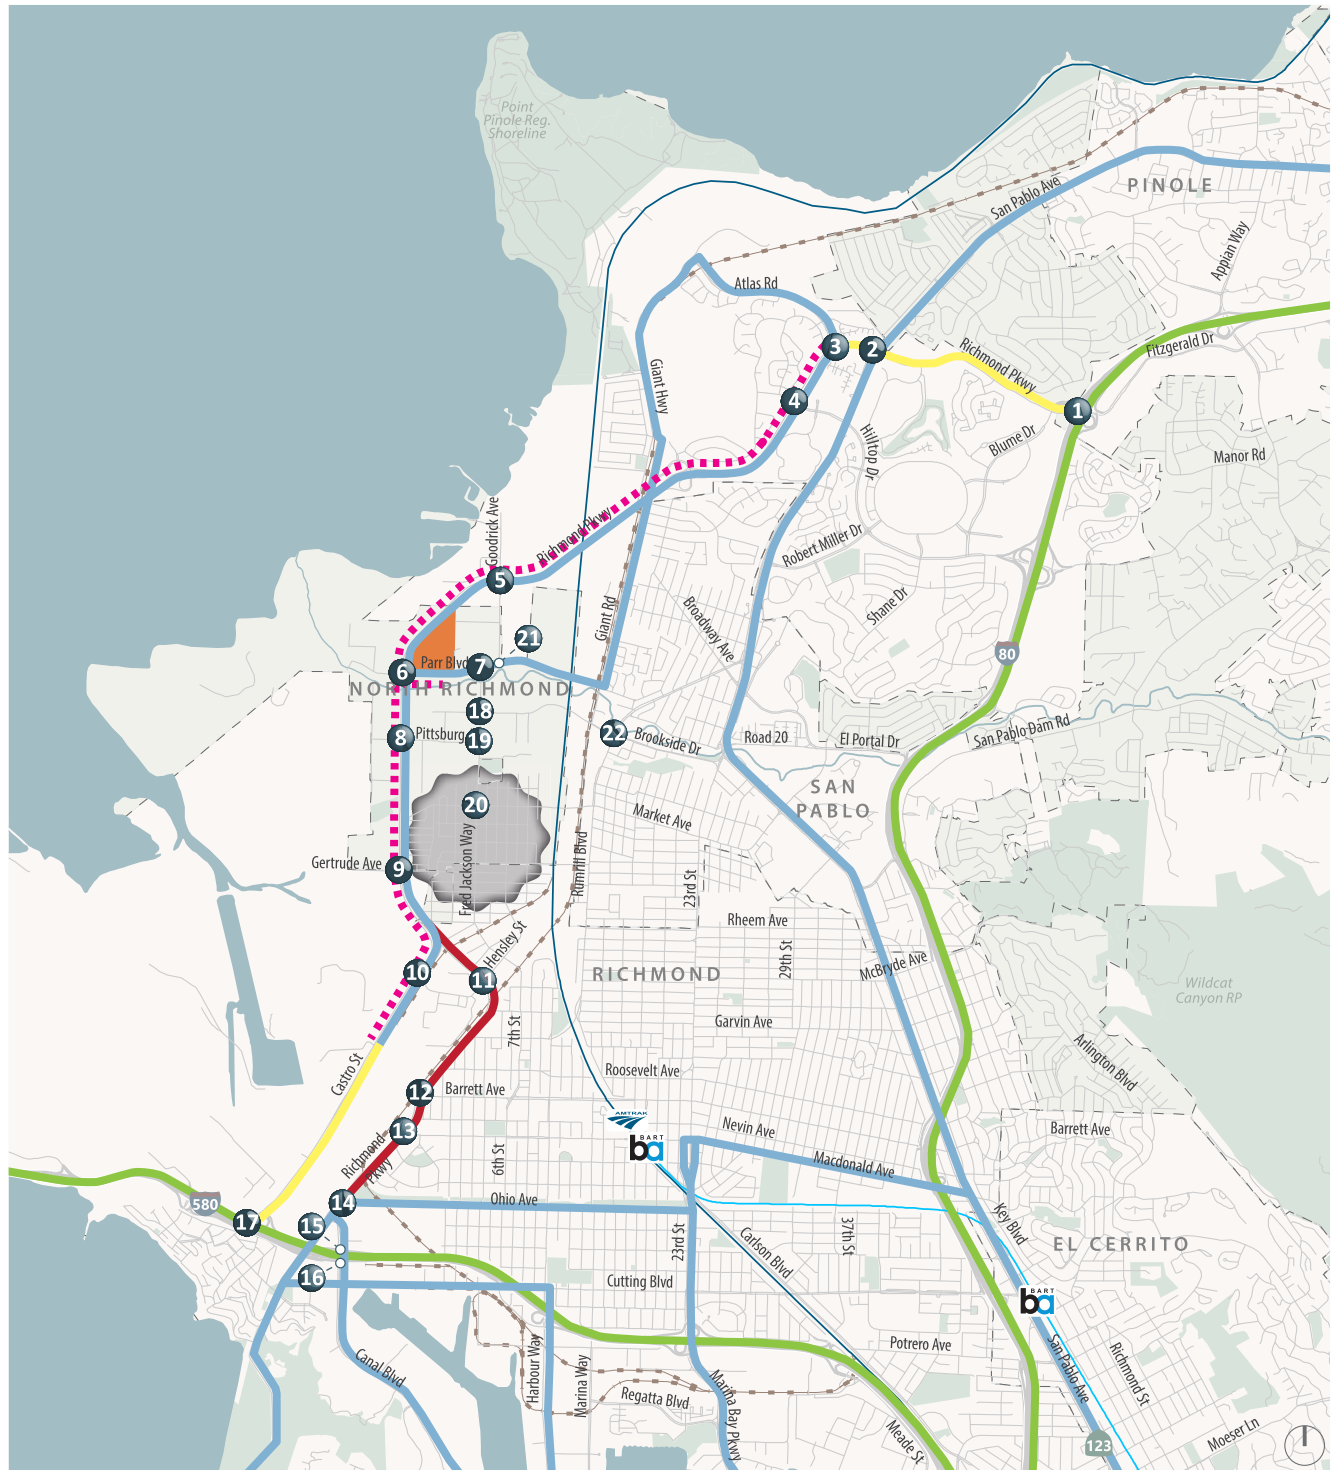 Point
Pinole Reg.
Shoreline
PINOLE
San Pablo Ave
Appian Way
Atlas Rd
Fitzgerald Dr
3
2
Richmond Pkwy
Giant Hwy
4
1
Hilltop Dr
Blume Dr
Manor Rd
Goodrick Ave
Richmond Pkwy
Robert Miller Dr
5
Shane Dr
Giant Rd
Broadway Ave
21
80
Parr Blvd
7
6
NORTH RICHMOND
18
8
Pittsburg
19
22
Brookside Dr
Road 20
El Portal Dr
San Pablo Dam Rd
SAN
PABLO
20
Market Ave
Gertrude Ave
9
Fred Jackson Way
Rumrill Blvd
23rd St
Rheem Ave
Hensley St
29th St
McBryde Ave
10
11
RICHMOND
Wildcat
Canyon RP
7th St
Garvin Ave
Castro St
Roosevelt Ave
Arlington Blvd
12
Barrett Ave
AMTRAK
13
BART
ba
Nevin Ave
Barrett Ave
Richmond
Pkwy
6th St
Macdonald Ave
580
14
Ohio Ave
17
15
23rd St
Carlson Blvd
37th St
Key Blvd
EL CERRITO
16
Cutting Blvd
BART
ba
Potrero Ave
Canal Blvd
Harbour Way
Marina Way
Regatta Blvd
Marina Bay Pkwy
San Pablo Ave
Richmond St
Meade St
123
Moeser Ln